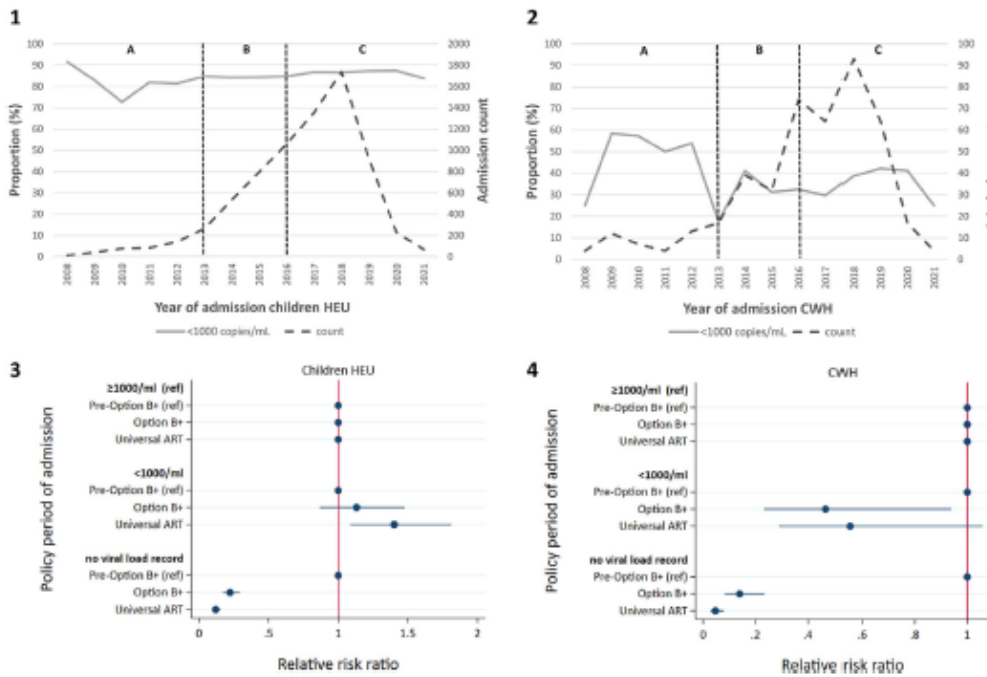 1
A
B
C
Proportion (%)
100
90
80
70
60
50
40
30
20
10
0
2000
1800
1600
1400
1200
1000
800
600
400
200
0
Admission count
2008
2009
2010
2011
2012
2013
2014
2015
2016
2017
2018
2019
2020
2021
Year of admission children HEU
<1000 copies/mL
count
2
A
B
C
Proportion (%)
100
90
80
70
60
50
40
30
20
10
0
100
90
80
70
60
50
40
30
20
10
0
2008
2009
2010
2011
2012
2013
2014
2015
2016
2017
2018
2019
2020
2021
Year of admission CWH
<1000 copies/mL
count
3
Children HEU
Policy period of admission
≥1000/ml (ref)
Pre-Option B+ (ref)
Option B+
Universal ART
<1000/ml
Pre-Option B+ (ref)
Option B+
Universal ART
no viral load record
Pre-Option B+ (ref)
Option B+
Universal ART
0
.5
1
1.5
2
Relative risk ratio
4
CWH
Policy period of admission
≥1000/ml (ref)
Pre-Option B+ (ref)
Option B+
Universal ART
<1000/ml
Pre-Option B+ (ref)
Option B+
Universal ART
no viral load record
Pre-Option B+ (ref)
Option B+
Universal ART
0
.2
.4
.6
.8
1
Relative risk ratio